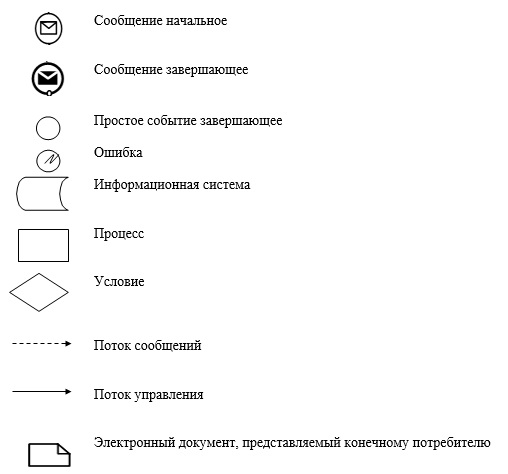 Сообщение начальное
Сообщение завершающее
Простое событие завершающее
Ошибка
Информационная система
Процесс
Условие
Поток сообщений
Поток управления
Электронный документ, представляемый конечному потребителю